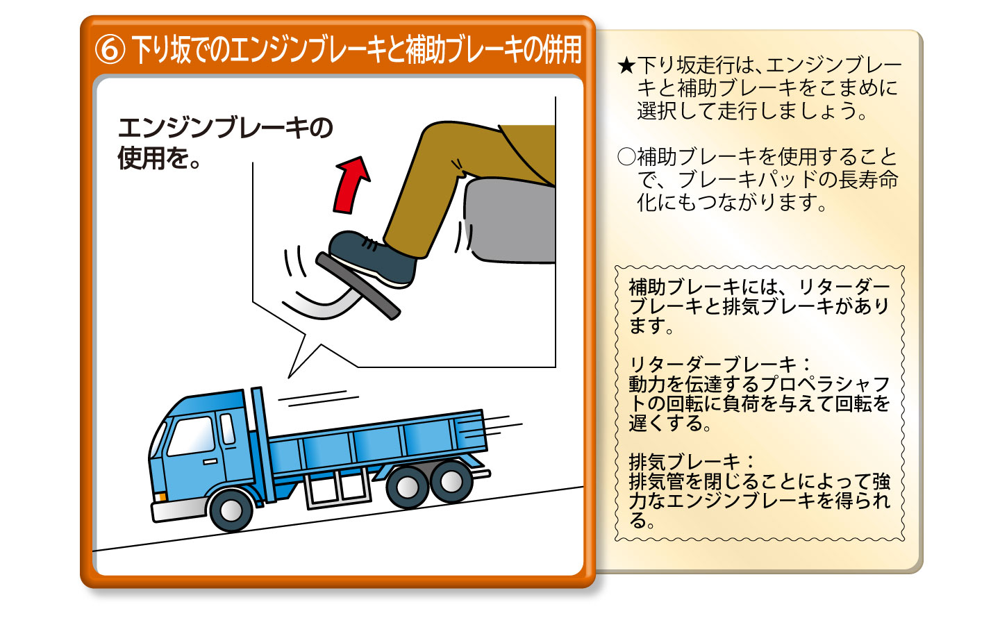 ⑥ 下り坂でのエンジンブレーキと補助ブレーキの併用
エンジンブレーキの
使用を。
★下り坂走行は、エンジンブレー
キと補助ブレーキをこまめに
選択して走行しましょう。
○補助ブレーキを使用すること
で、ブレーキパッドの長寿命
化にもつながります。
補助ブレーキには、リターダー
ブレーキと排気ブレーキがあり
ます。
リターダーブレーキ：
動力を伝達するプロペラシャフ
トの回転に負荷を与えて回転を
遅くする。
排気ブレーキ：
排気管を閉じることによって強
力なエンジンブレーキを得られ
る。